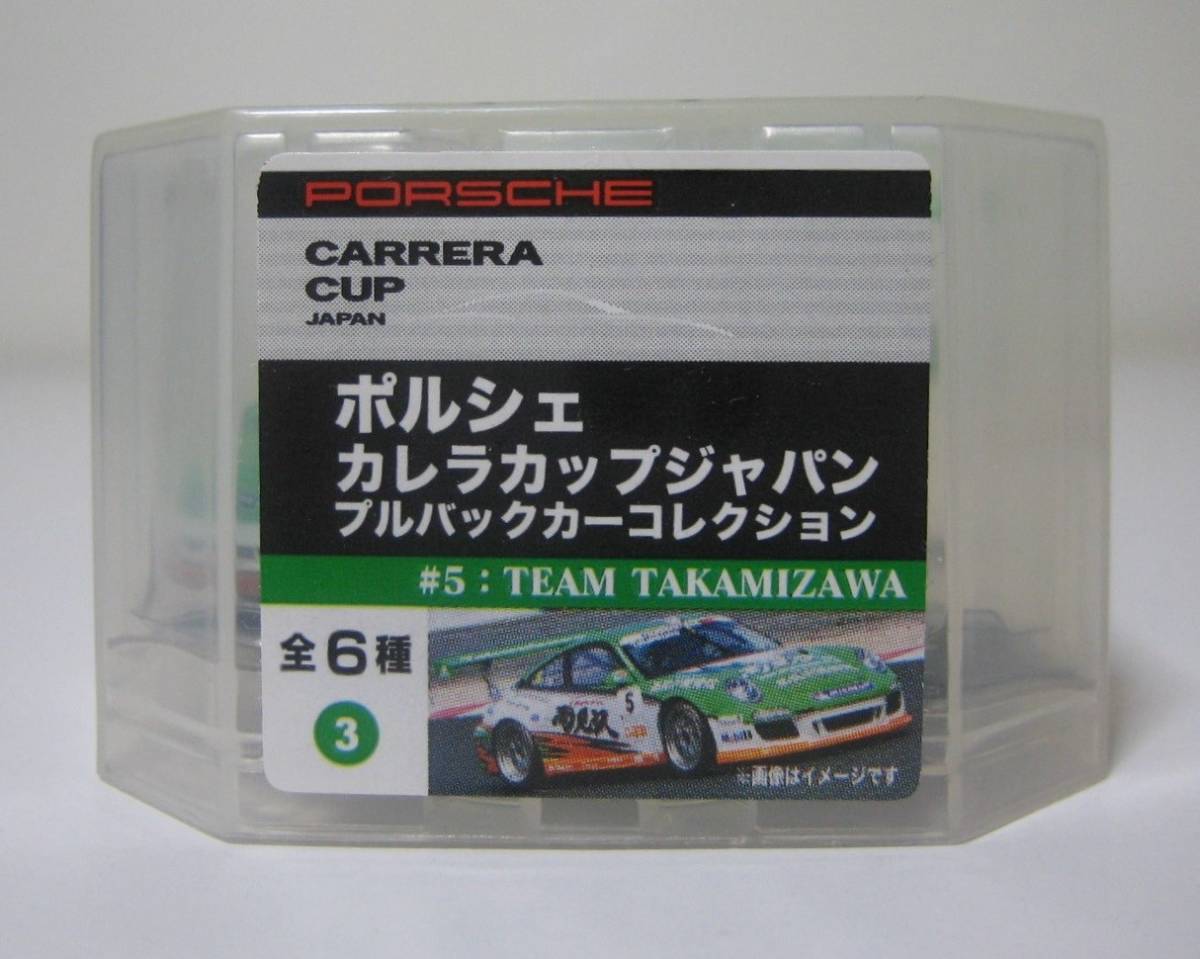 PORSCHE
CARRERA
CUP
JAPAN
ポルシェ
カレラカップジャパン
プルバックカーコレクション
#5 : TEAM TAKAMIZAWA
全6種
3
5
※画像はイメージです